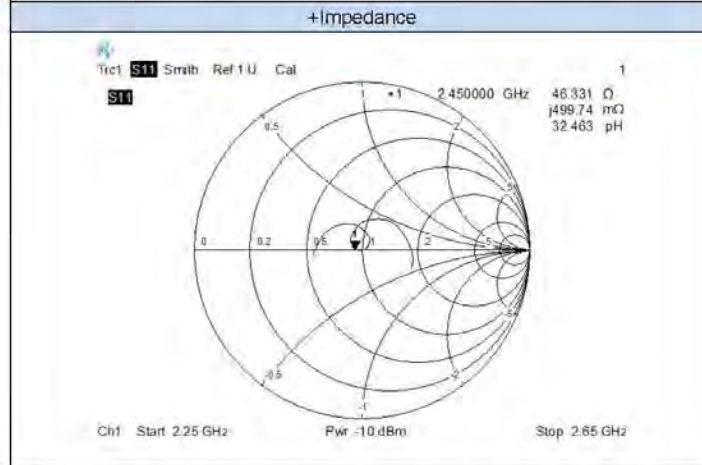 +Impedance
Trc1 S11 Smith Ref 1 U Cal 1
S11
•1 2.450000 GHz 46.331 Ω
j499.74 mΩ
32.463 pH
1
0.5
2
5
0 0.2 0.5 1 2 5
1
-5
-0.5
-2
-1
Ch1 Start 2.25 GHz Pwr -10 dBm Stop 2.65 GHz